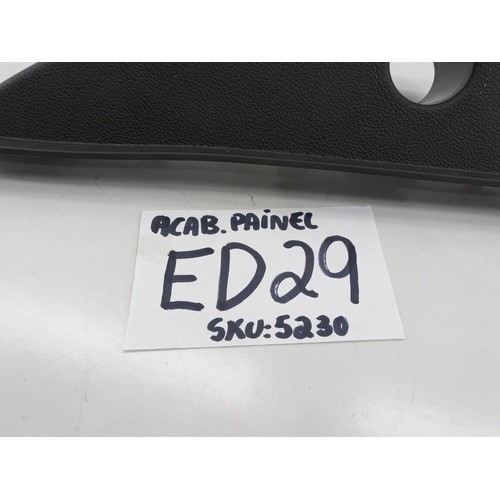 ACAB. PAINEL
ED29
SKU: 5230